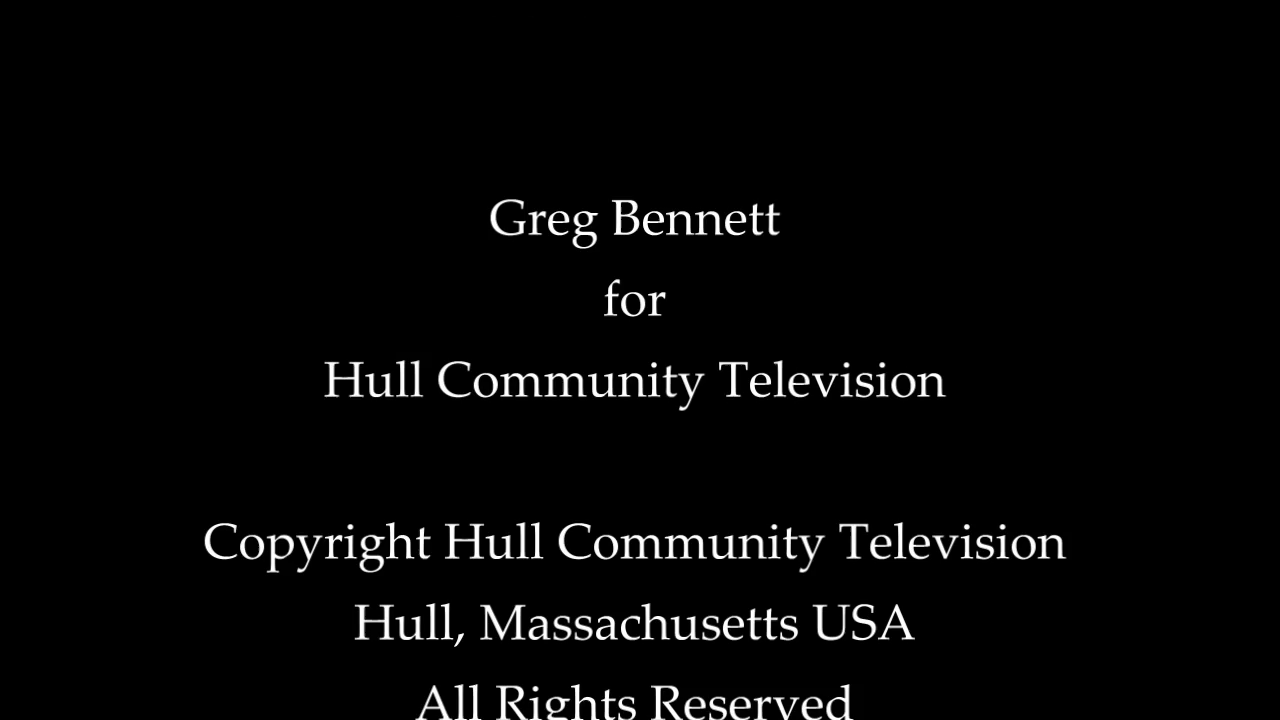 Greg Bennett
for
Hull Community Television
Copyright Hull Community Television
Hull, Massachusetts USA
All Rights Reserved